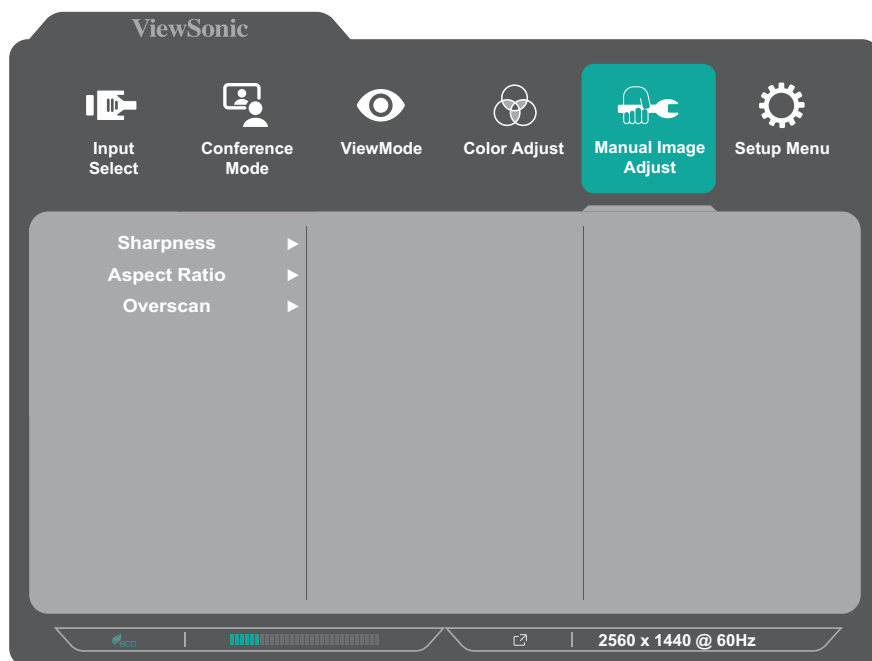 ViewSonic
Input
Select
Conference
Mode
ViewMode
Color Adjust
Manual Image
Adjust
Setup Menu
Sharpness
Aspect Ratio
Overscan
eco
2560 x 1440 @ 60Hz